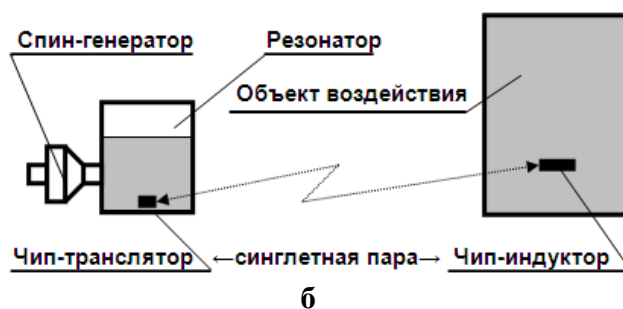 Спин-генератор
Резонатор
Объект воздействия
Чип-транслятор ←синглетная пара→ Чип-индуктор
б